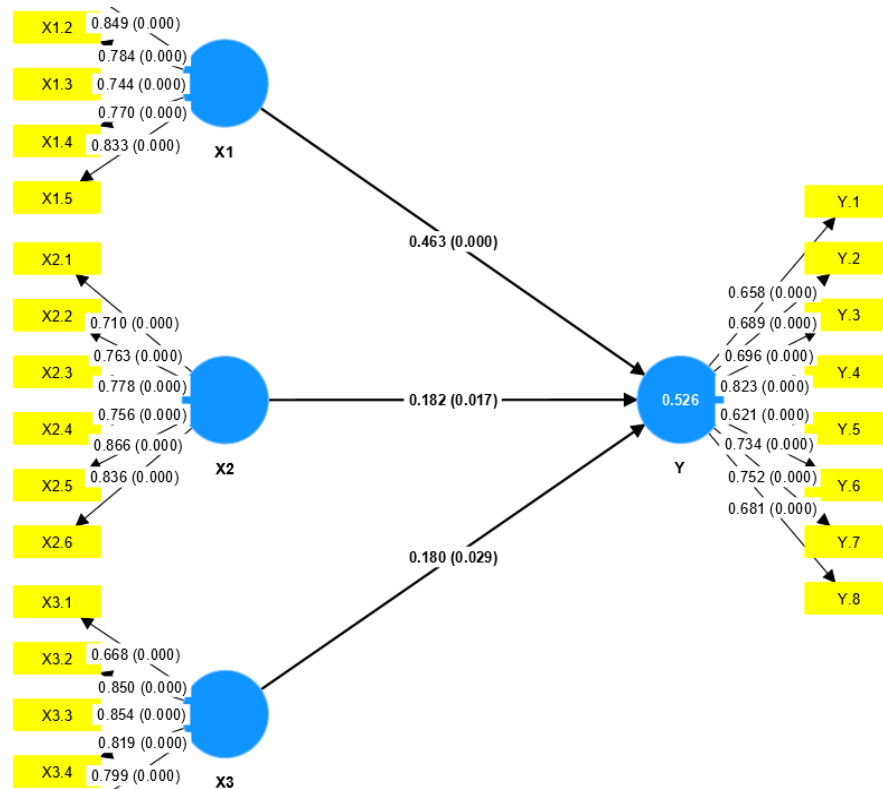 X1.2
0.849 (0.000)
0.784 (0.000)
X1.3
0.744 (0.000)
0.770 (0.000)
X1.4
0.833 (0.000)
X1
X1.5
0.463 (0.000)
X2.1
X2.2
0.710 (0.000)
0.763 (0.000)
X2.3
0.778 (0.000)
0.756 (0.000)
X2.4
0.866 (0.000)
X2.5
0.836 (0.000)
X2
X2.6
0.182 (0.017)
X3.1
0.668 (0.000)
X3.2
0.850 (0.000)
X3.3
0.854 (0.000)
0.819 (0.000)
X3.4
0.799 (0.000)
X3
0.180 (0.029)
0.526
Y
Y.1
Y.2
0.658 (0.000)
Y.3
0.689 (0.000)
0.696 (0.000)
Y.4
0.823 (0.000)
0.621 (0.000)
Y.5
0.734 (0.000)
0.752 (0.000)
Y.6
0.681 (0.000)
Y.7
Y.8